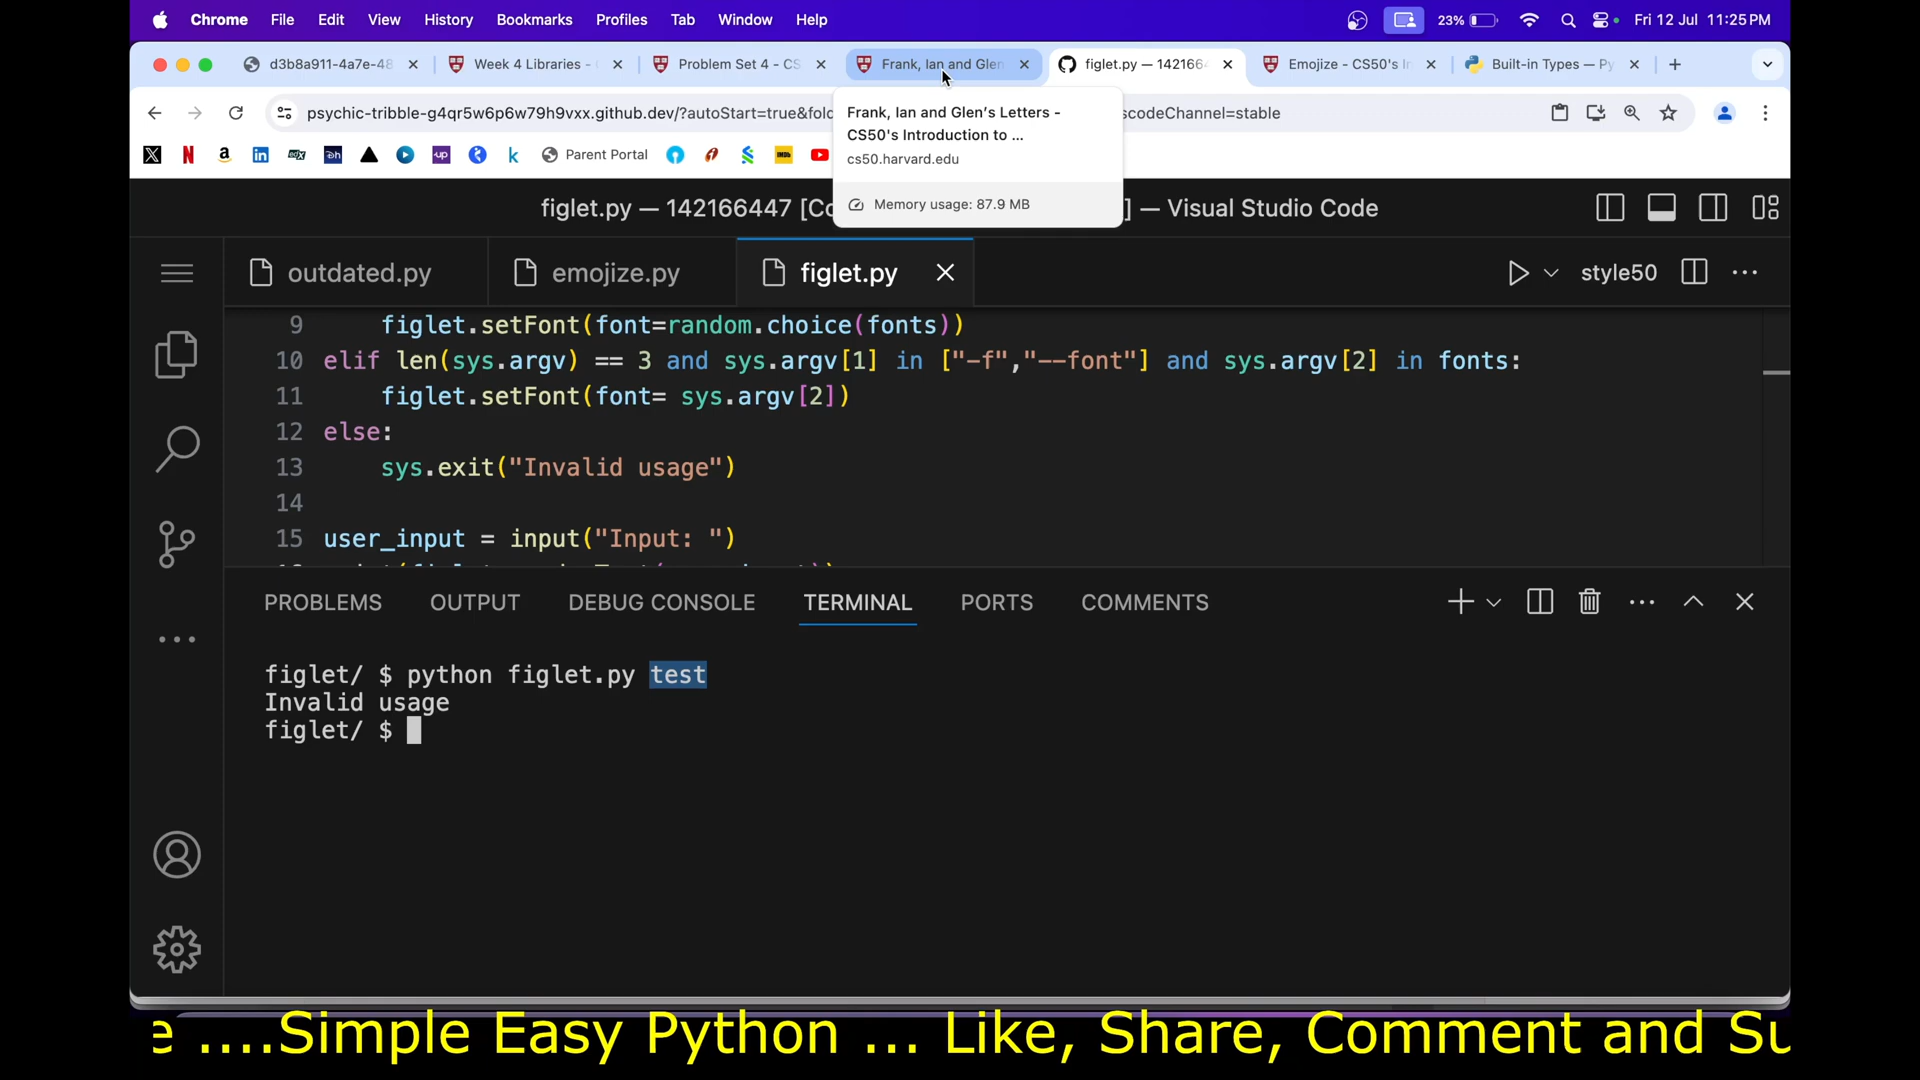 Chrome File Edit View History Bookmarks Profiles Tab Window Help 23% Fri 12 Jul 11:25 PM
d3b8a911-4a7e-48 Week 4 Libraries - Problem Set 4 - CS Frank, Ian and Glen figlet.py — 142166 Emojize - CS50's In Built-in Types — Py
psychic-tribble-g4qr5w6p6w79h9vxx.github.dev/?autoStart=true&fol scodeChannel=stable
Parent Portal
Frank, Ian and Glen's Letters -
CS50's Introduction to ...
cs50.harvard.edu
Memory usage: 87.9 MB
figlet.py — 142166447 [Co ] — Visual Studio Code
outdated.py emojize.py figlet.py style50
9 figlet.setFont(font=random.choice(fonts))
10 elif len(sys.argv) == 3 and sys.argv[1] in ["-f","--font"] and sys.argv[2] in fonts:
11 figlet.setFont(font= sys.argv[2])
12 else:
13 sys.exit("Invalid usage")
14
15 user_input = input("Input: ")
PROBLEMS OUTPUT DEBUG CONSOLE TERMINAL PORTS COMMENTS
figlet/ $ python figlet.py test
Invalid usage
figlet/ $
e ....Simple Easy Python ... Like, Share, Comment and Su